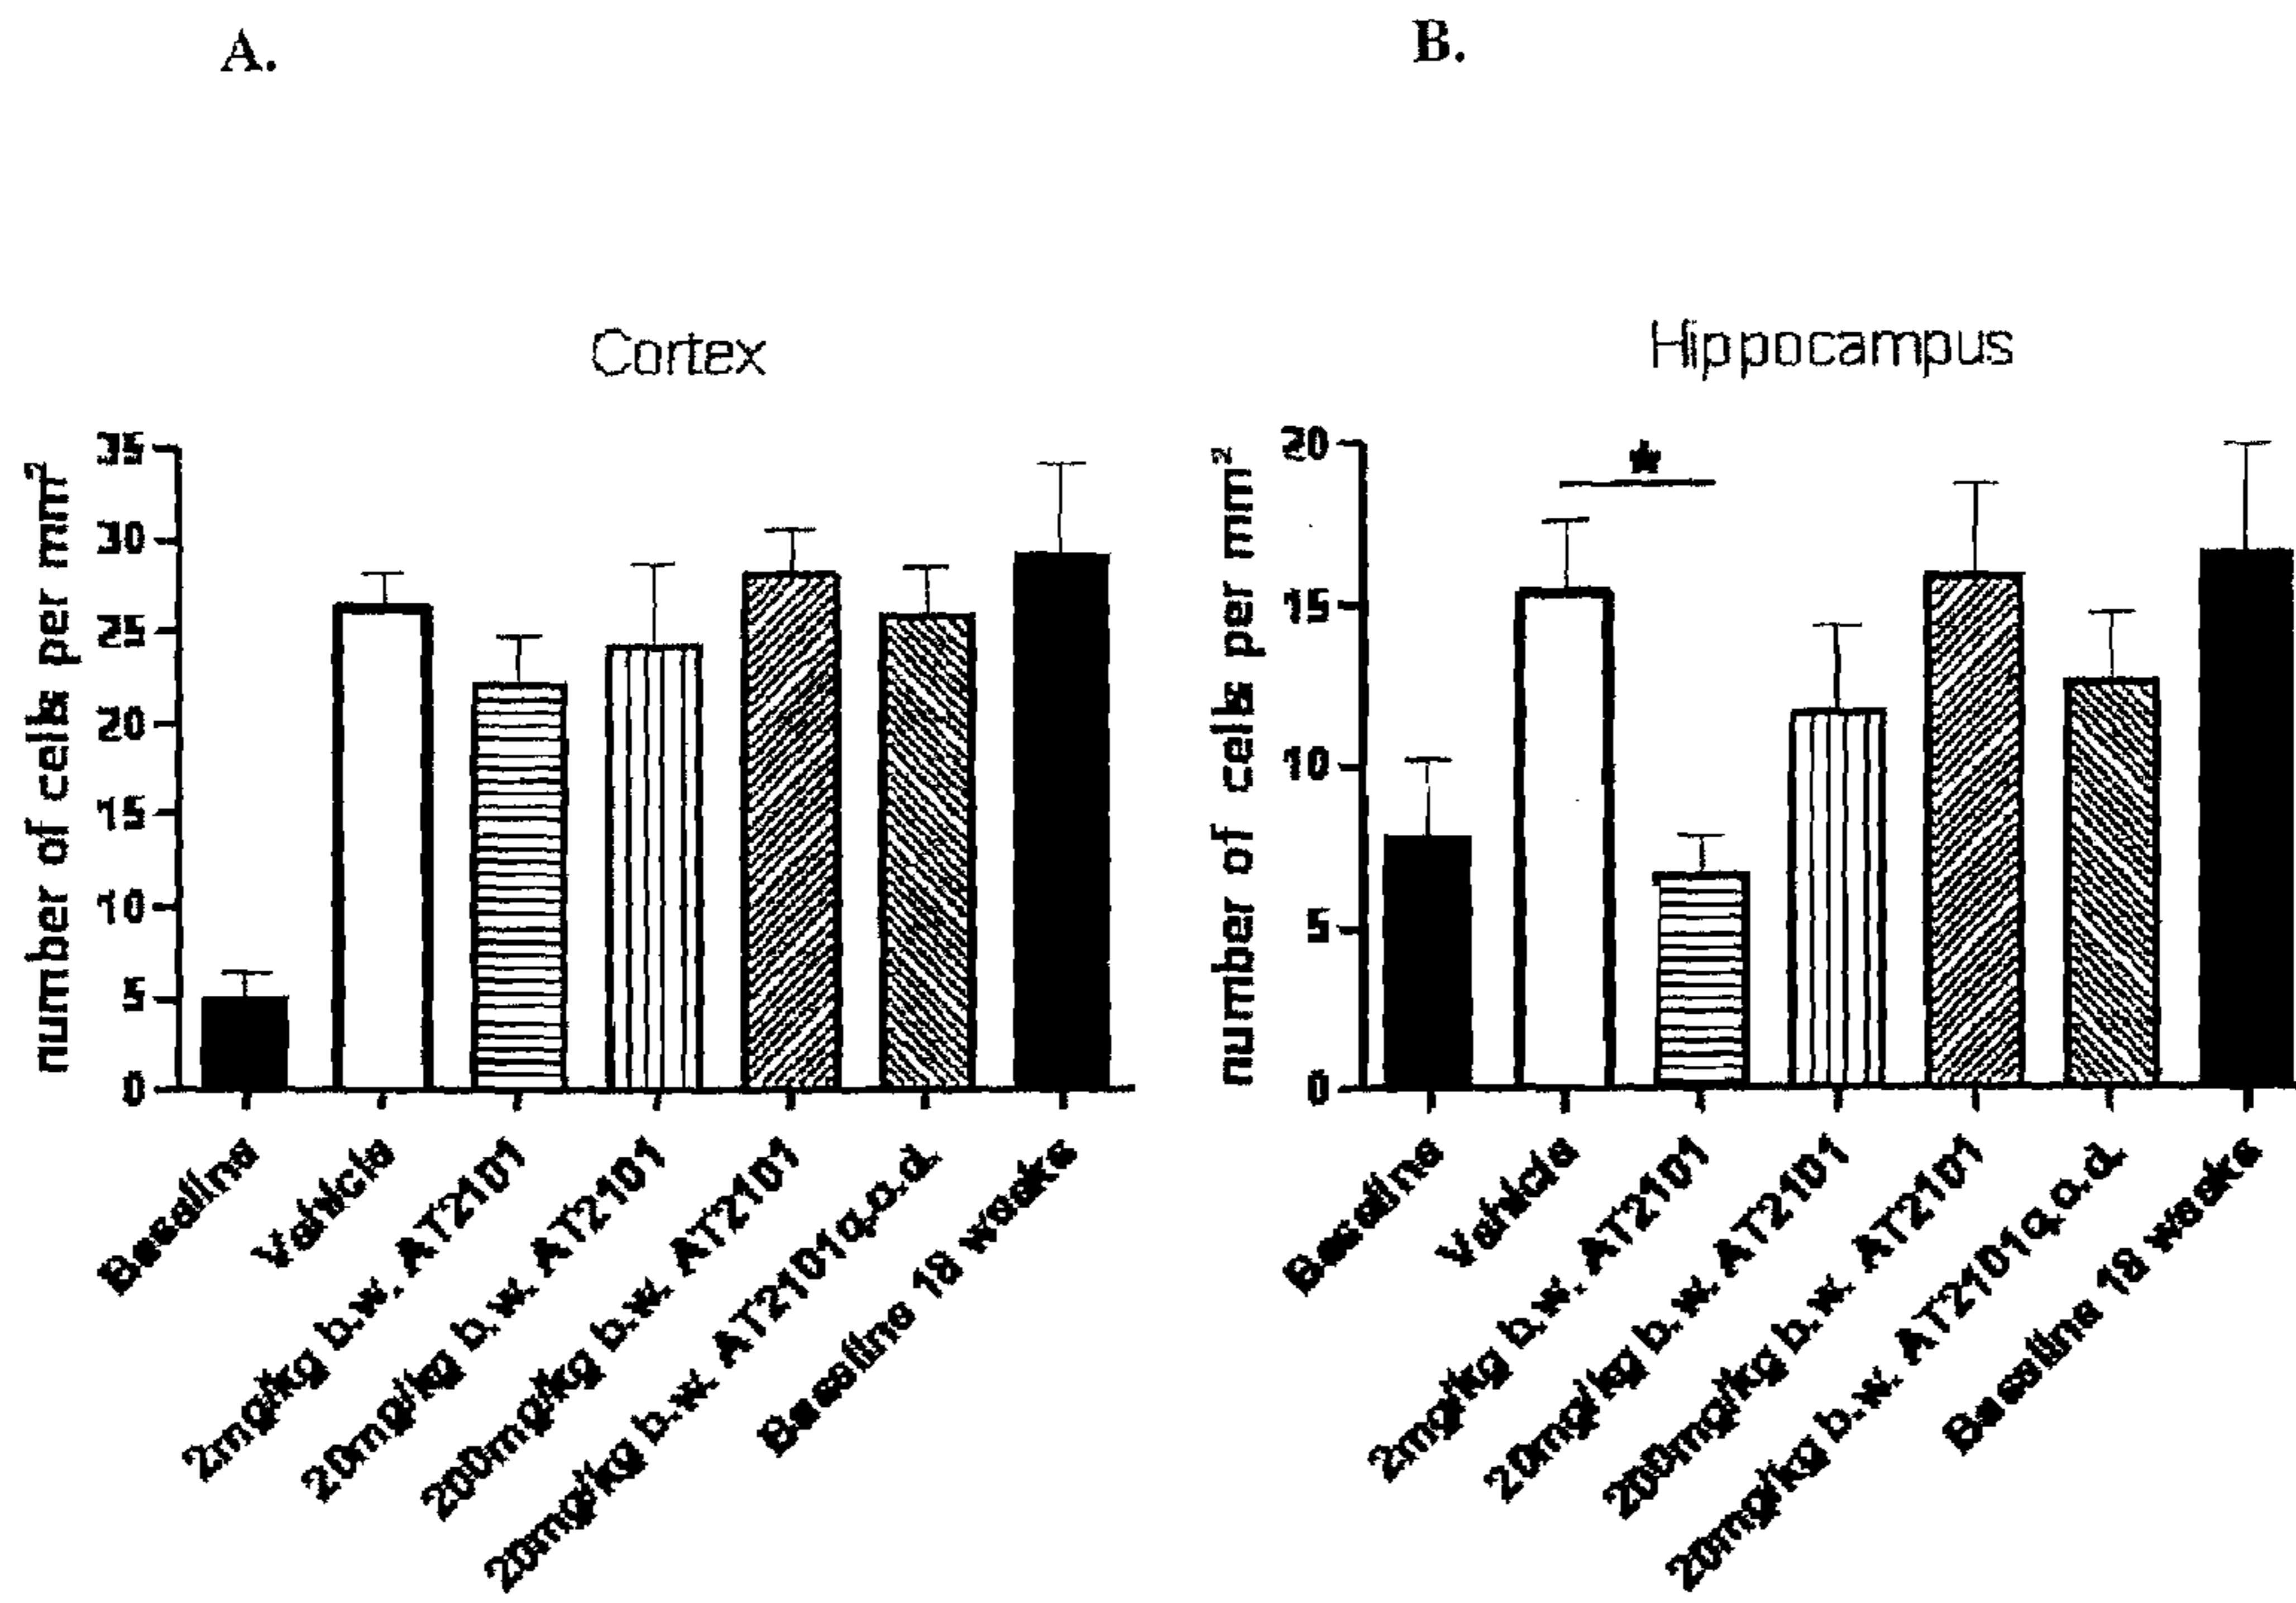 A.
Cortex
number of cells per mm²
35
30
25
20
15
10
5
0
Baseline
Vehicle
2mg/kg b.w. AT2101
20mg/kg b.w. AT2101
200mg/kg b.w. AT2101
20mg/kg b.w. AT2101q.o.d.
Baseline 18 weeks
B.
Hippocampus
number of cells per mm²
20
15
10
5
0
★
Baseline
Vehicle
2mg/kg b.w. AT2101
20mg/kg b.w. AT2101
200mg/kg b.w. AT2101
20mg/kg b.w. AT2101q.o.d.
Baseline 18 weeks